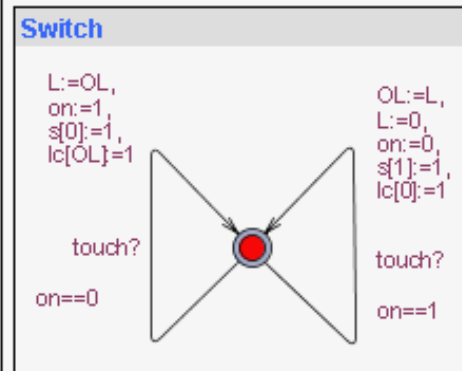 Switch
L:=OL,
on:=1,
s[0]:=1,
lc[OL]:=1
touch?
on==0
OL:=L,
L:=0,
on:=0,
s[1]:=1,
lc[0]:=1
touch?
on==1